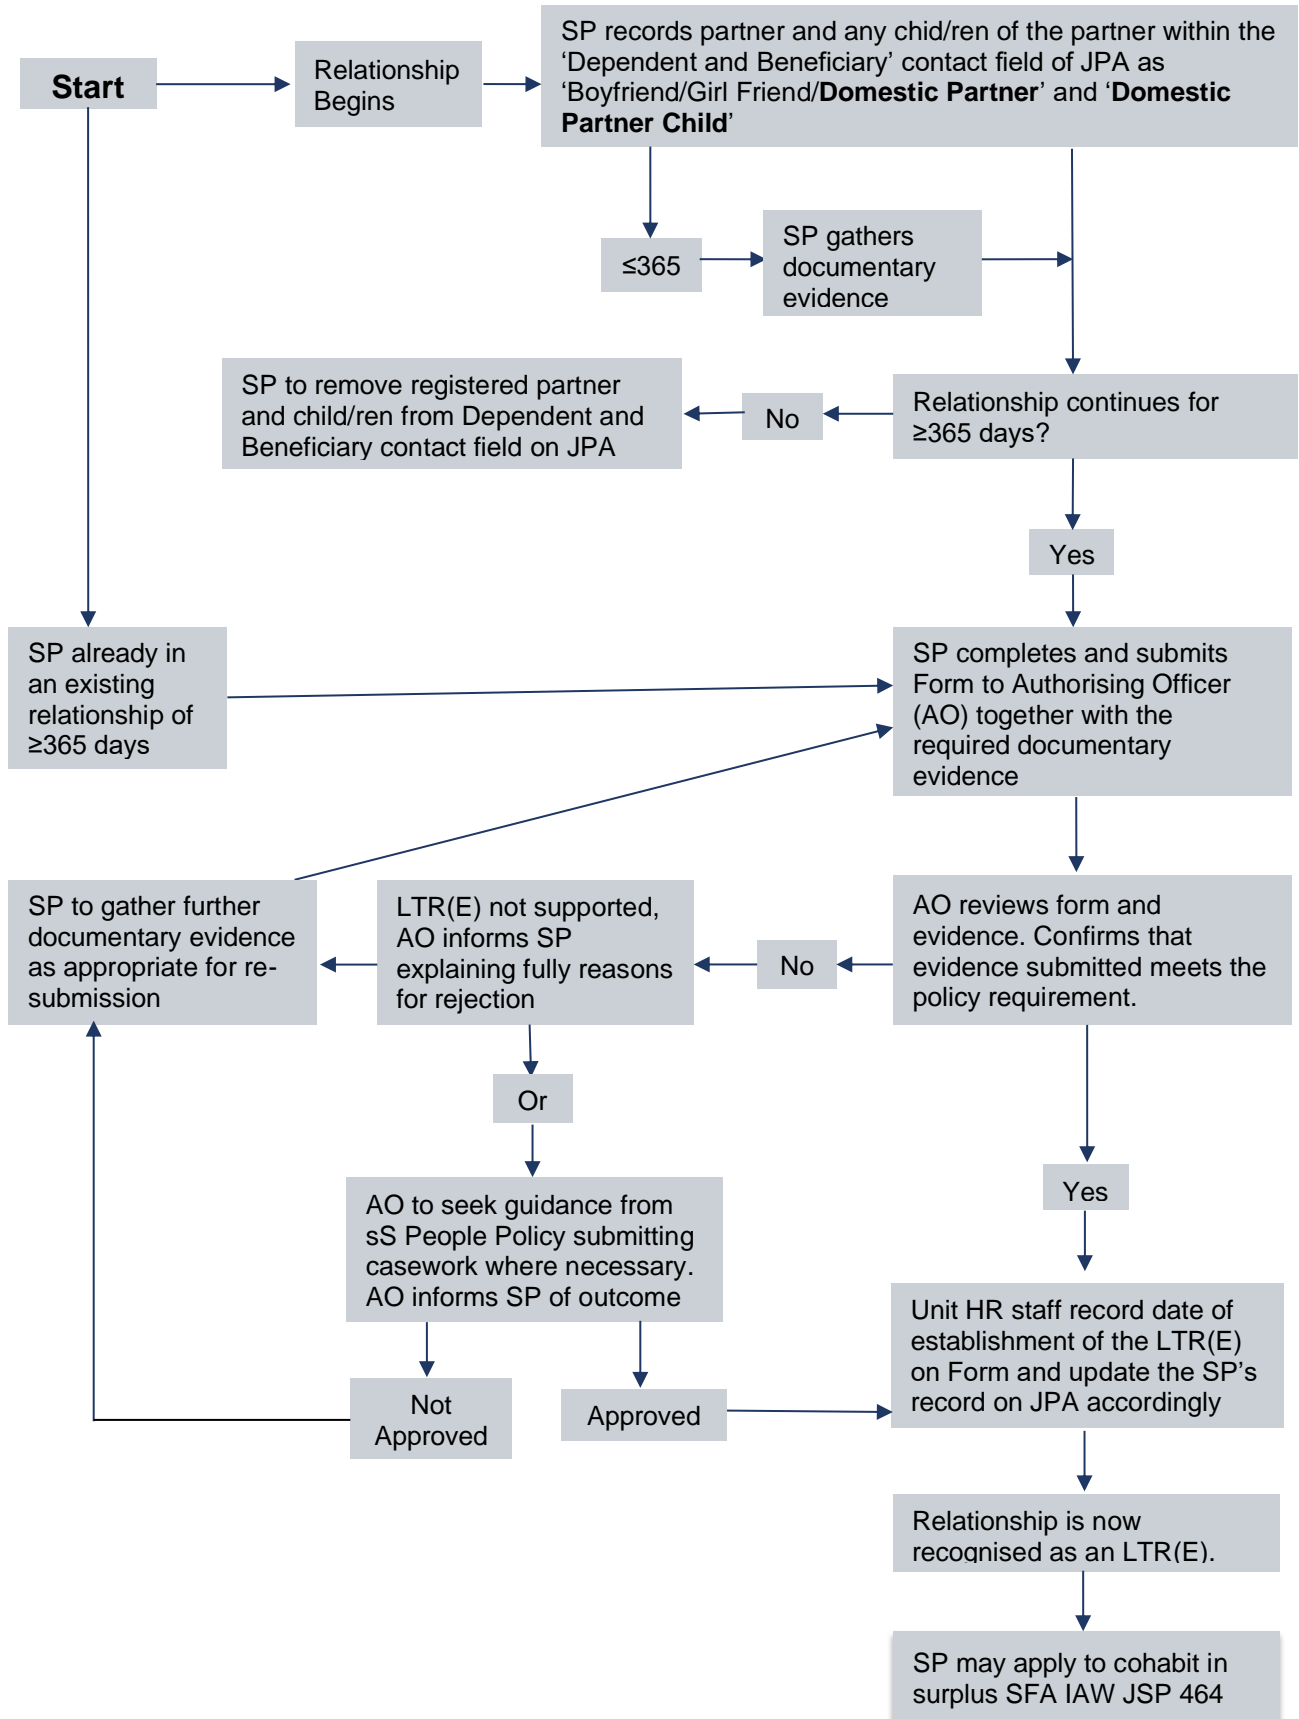 Start
Relationship
Begins
SP records partner and any chid/ren of the partner within the
‘Dependent and Beneficiary’ contact field of JPA as
‘Boyfriend/Girl Friend/Domestic Partner’ and ‘Domestic
Partner Child’
≤365
SP gathers
documentary
evidence
SP to remove registered partner
and child/ren from Dependent and
Beneficiary contact field on JPA
No
Relationship continues for
≥365 days?
Yes
SP already in
an existing
relationship of
≥365 days
SP completes and submits
Form to Authorising Officer
(AO) together with the
required documentary
evidence
SP to gather further
documentary evidence
as appropriate for re-
submission
LTR(E) not supported,
AO informs SP
explaining fully reasons
for rejection
No
AO reviews form and
evidence. Confirms that
evidence submitted meets the
policy requirement.
Or
Yes
AO to seek guidance from
sS People Policy submitting
casework where necessary.
AO informs SP of outcome
Unit HR staff record date of
establishment of the LTR(E)
on Form and update the SP’s
record on JPA accordingly
Not
Approved
Approved
Relationship is now
recognised as an LTR(E).
SP may apply to cohabit in
surplus SFA IAW JSP 464